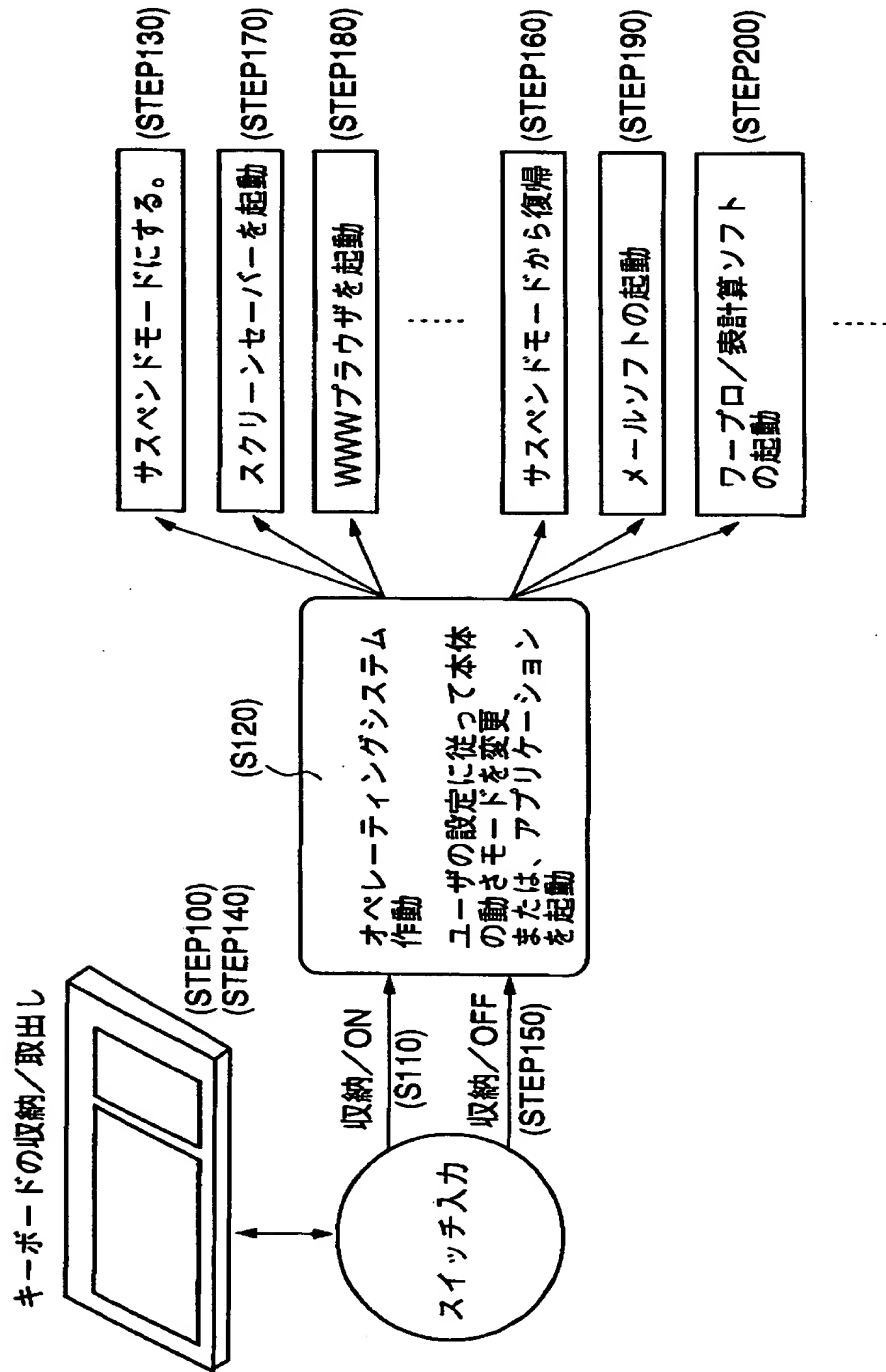 キーボードの収納/取出し
(STEP100)
(STEP140)
スイッチ入力
収納/ON
(S110)
収納/OFF
(STEP150)
(S120)
オペレーティングシステム
作動
ユーザの設定に従って本体
の動さモードを変更
または、アプリケーション
を起動
サスペンドモードにする。
(STEP130)
スクリーンセーバーを起動
(STEP170)
WWWブラウザを起動
(STEP180)
サスペンドモードから復帰
(STEP160)
メールソフトの起動
(STEP190)
ワープロ/表計算ソフト
の起動
(STEP200)